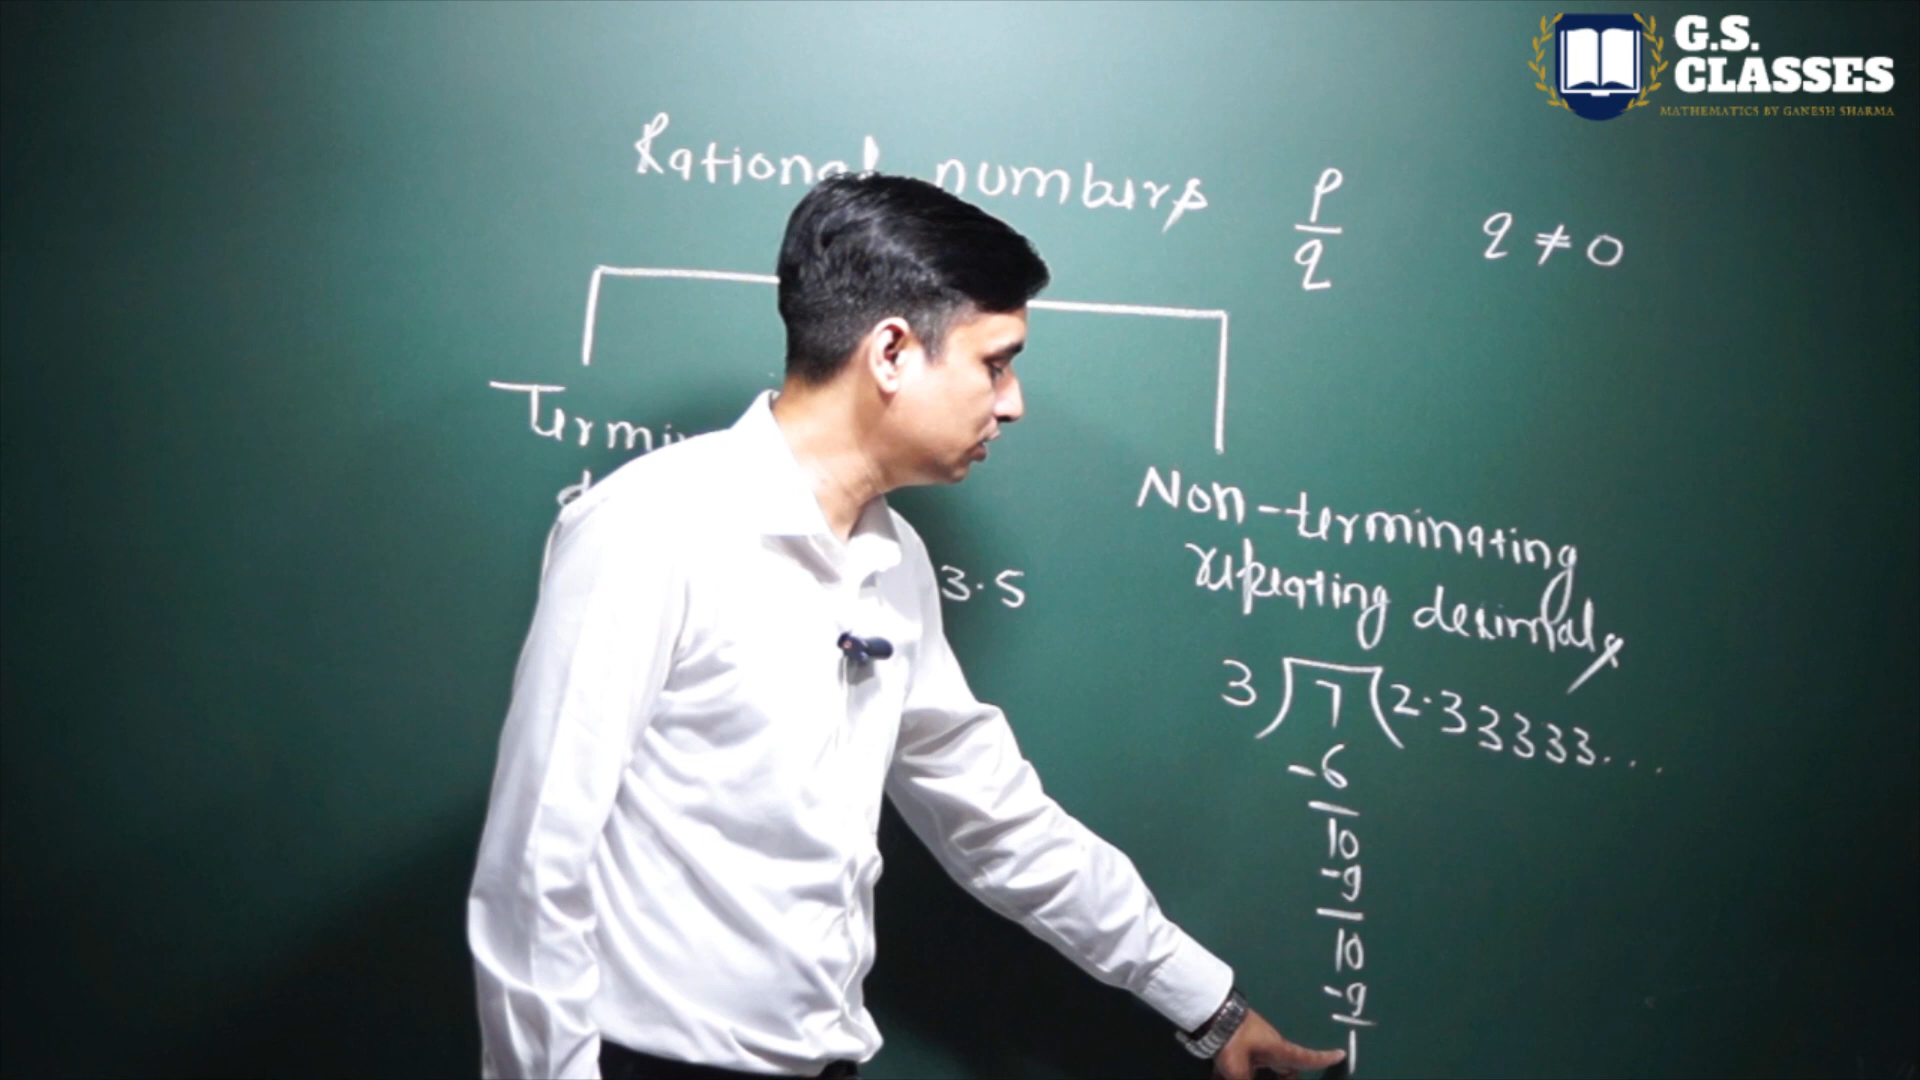 G.S.
CLASSES
MATHEMATICS BY GANESH SHARMA
Rational numbers p/q q ≠ 0
Non-terminating
repeating decimals
3.5
3 ) 7 ( 2.33333...
-6
10
-9
10
-9
1